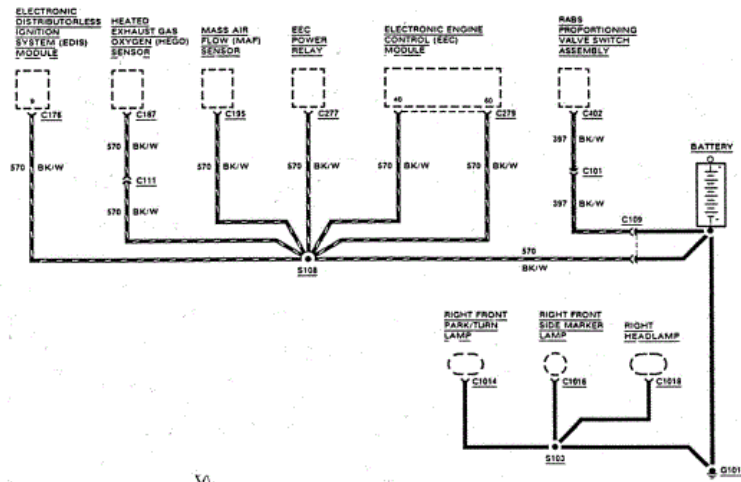 ELECTRONIC
DISTRIBUTORLESS
IGNITION
SYSTEM (EDIS)
MODULE
HEATED
EXHAUST GAS
OXYGEN (HEGO)
SENSOR
MASS AIR
FLOW (MAF)
SENSOR
EEC
POWER
RELAY
ELECTRONIC ENGINE
CONTROL (EEC)
MODULE
RABS
PROPORTIONING
VALVE SWITCH
ASSEMBLY
9
40
60
C176
C187
C195
C277
C279
C402
570 BK/W
570 BK/W
570 BK/W
570 BK/W
570 BK/W
570 BK/W
397 BK/W
C111
C101
570 BK/W
397 BK/W
BATTERY
C109
570
BK/W
S108
RIGHT FRONT
PARK/TURN
LAMP
RIGHT FRONT
SIDE MARKER
LAMP
RIGHT
HEADLAMP
C1014
C1016
C1018
S103
G101